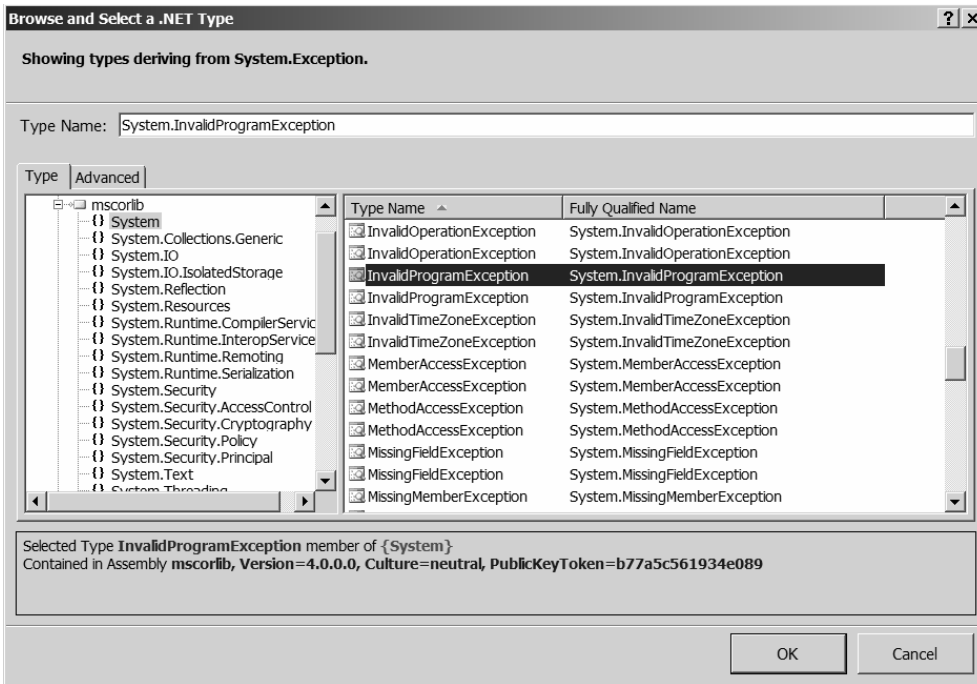 Browse and Select a .NET Type
Showing types deriving from System.Exception.
Type Name: System.InvalidProgramException
Type Advanced
mscorlib
System
System.Collections.Generic
System.IO
System.IO.IsolatedStorage
System.Reflection
System.Resources
System.Runtime.CompilerServic
System.Runtime.InteropService
System.Runtime.Remoting
System.Runtime.Serialization
System.Security
System.Security.AccessControl
System.Security.Cryptography
System.Security.Policy
System.Security.Principal
System.Text
System.Threading
Type Name Fully Qualified Name
InvalidOperationException System.InvalidOperationException
InvalidOperationException System.InvalidOperationException
InvalidProgramException System.InvalidProgramException
InvalidProgramException System.InvalidProgramException
InvalidTimeZoneException System.InvalidTimeZoneException
InvalidTimeZoneException System.InvalidTimeZoneException
MemberAccessException System.MemberAccessException
MemberAccessException System.MemberAccessException
MethodAccessException System.MethodAccessException
MethodAccessException System.MethodAccessException
MissingFieldException System.MissingFieldException
MissingFieldException System.MissingFieldException
MissingMemberException System.MissingMemberException
Selected Type InvalidProgramException member of {System}
Contained in Assembly mscorlib, Version=4.0.0.0, Culture=neutral, PublicKeyToken=b77a5c561934e089
OK Cancel